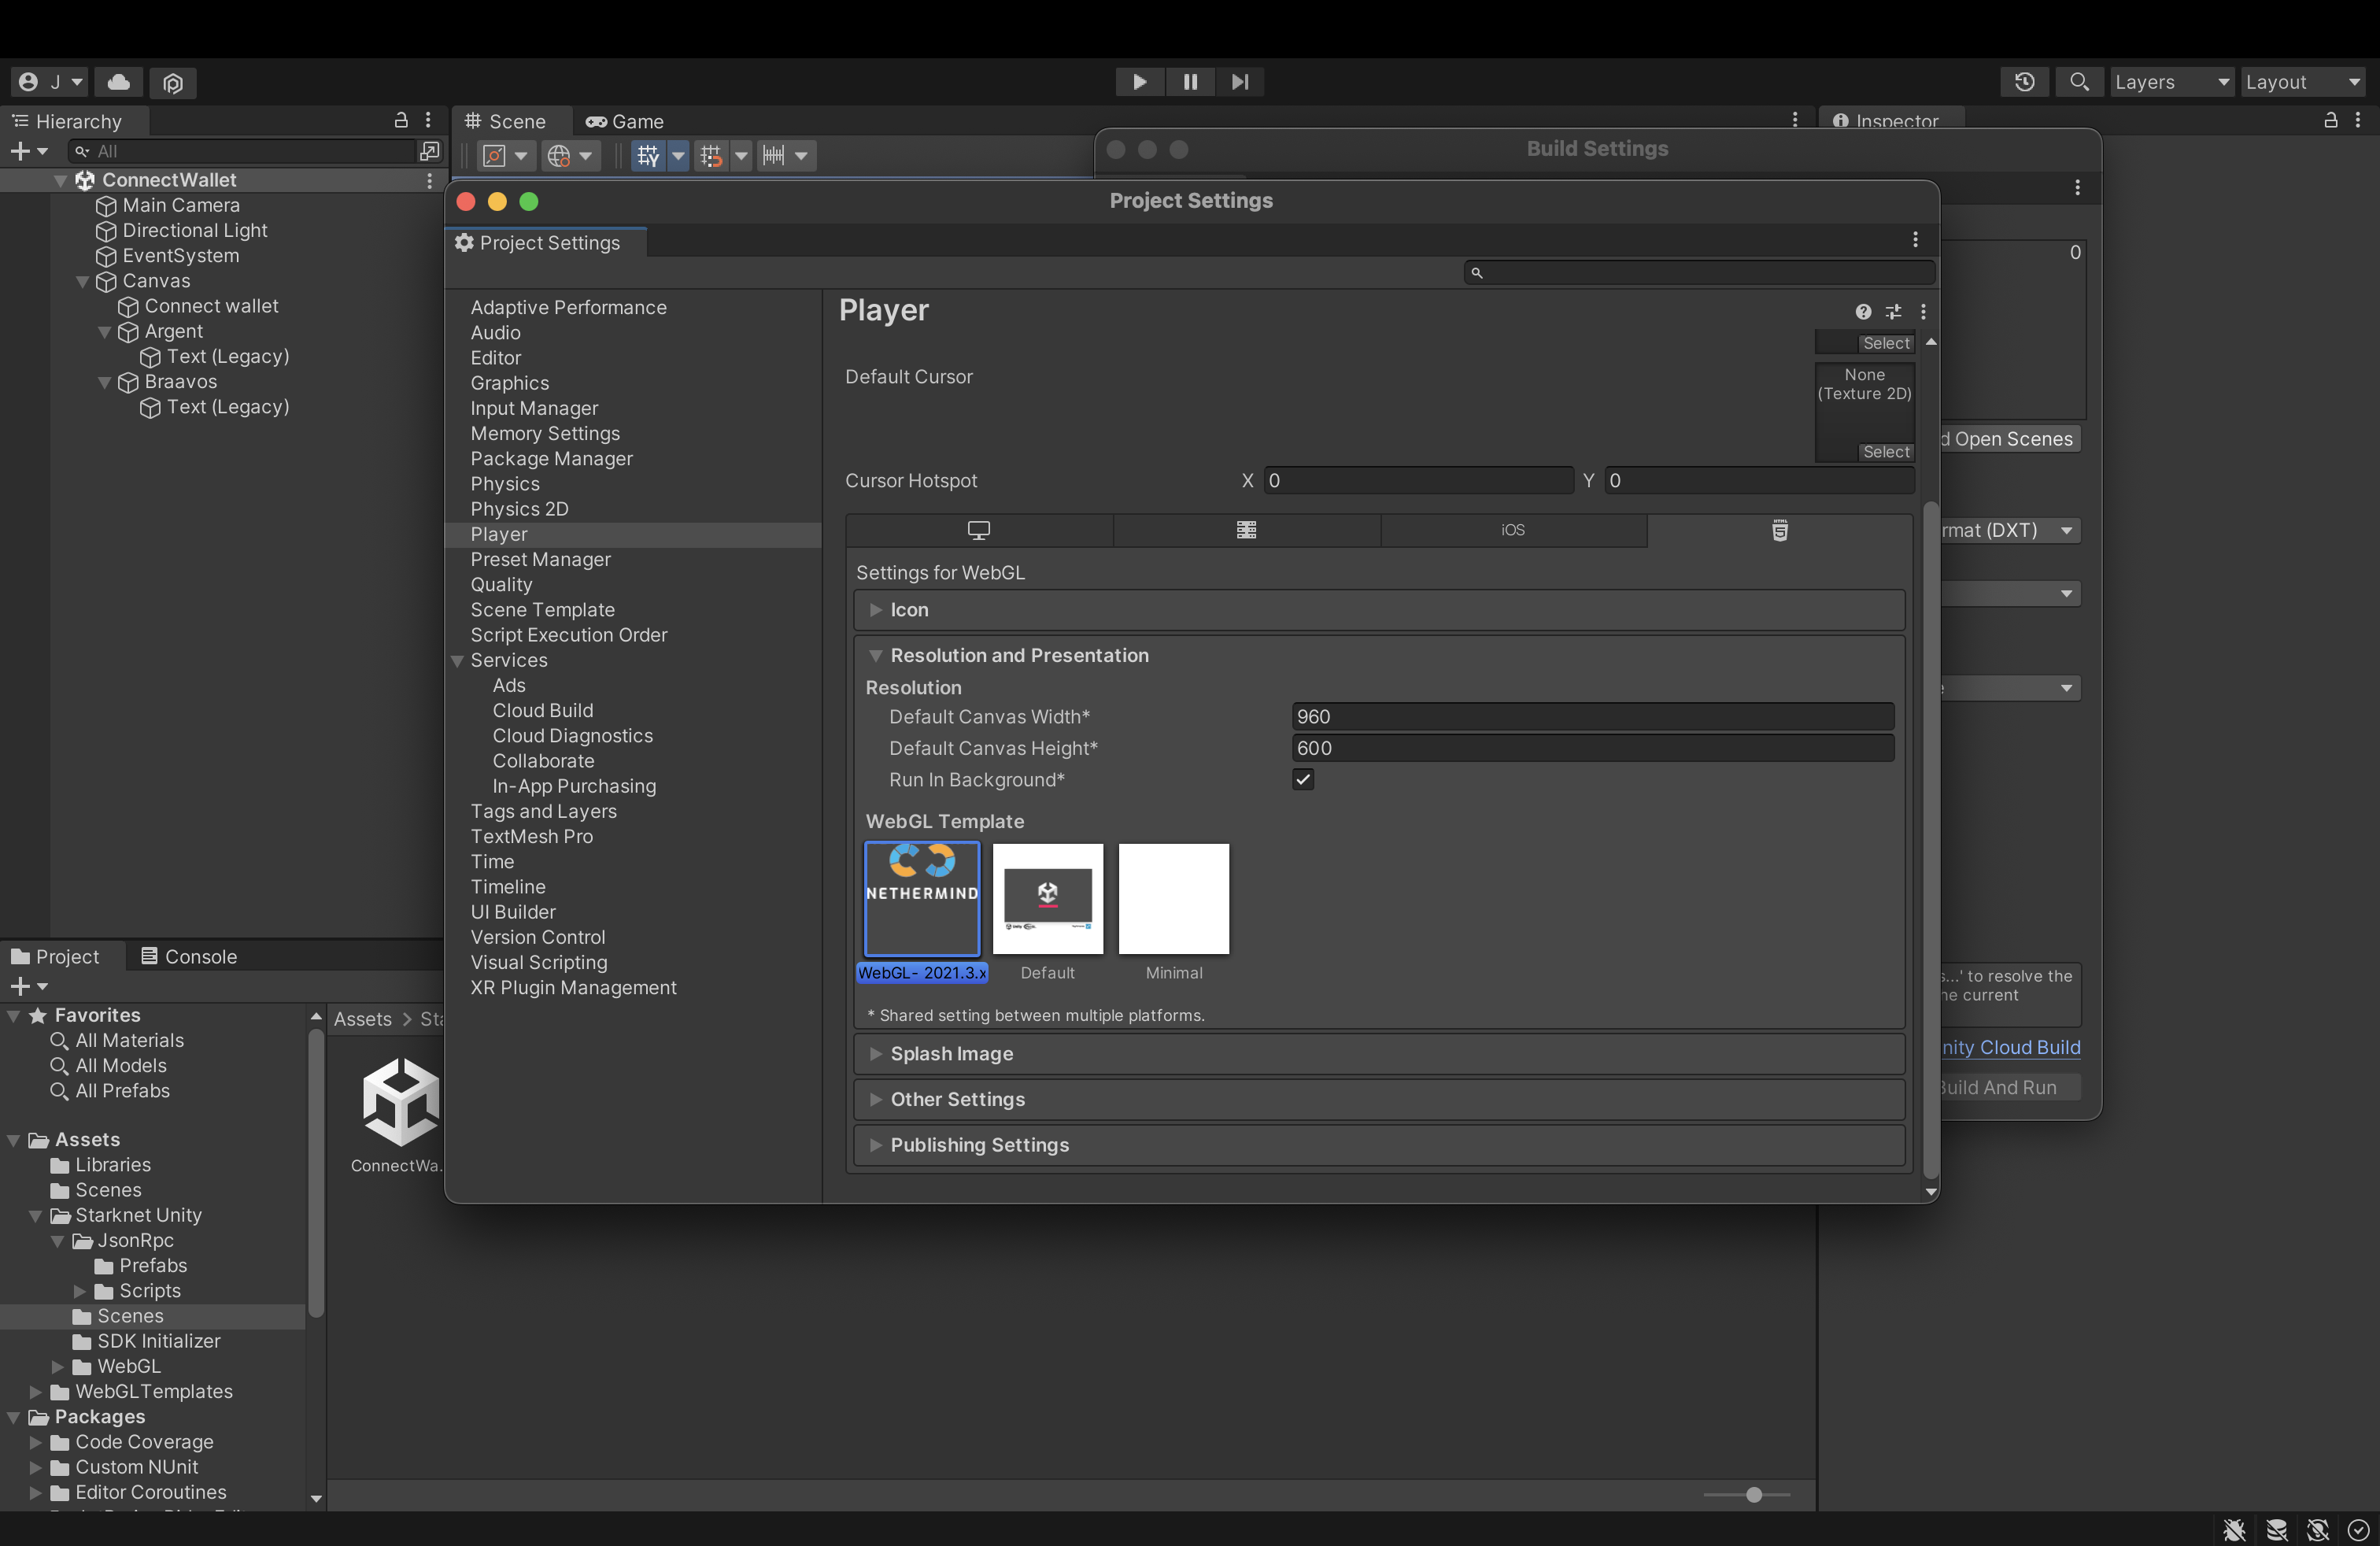 J
Layers
Layout
Hierarchy
All
ConnectWallet
Main Camera
Directional Light
EventSystem
Canvas
Connect wallet
Argent
Text (Legacy)
Braavos
Text (Legacy)
Scene
Game
Inspector
Build Settings
0
d Open Scenes
rmat (DXT)
s...' to resolve the
he current
nity Cloud Build
Build And Run
Project Settings
Project Settings
Adaptive Performance
Audio
Editor
Graphics
Input Manager
Memory Settings
Package Manager
Physics
Physics 2D
Player
Preset Manager
Quality
Scene Template
Script Execution Order
Services
Ads
Cloud Build
Cloud Diagnostics
Collaborate
In-App Purchasing
Tags and Layers
TextMesh Pro
Time
Timeline
UI Builder
Version Control
Visual Scripting
XR Plugin Management
Player
Select
Default Cursor
None
(Texture 2D)
Select
Cursor Hotspot X 0 Y 0
iOS
Settings for WebGL
Icon
Resolution and Presentation
Resolution
Default Canvas Width* 960
Default Canvas Height* 600
Run In Background*
WebGL Template
NETHERMIND
WebGL- 2021.3.x
Default
Minimal
* Shared setting between multiple platforms.
Splash Image
Other Settings
Publishing Settings
Project
Console
Favorites
All Materials
All Models
All Prefabs
Assets
Libraries
Scenes
Starknet Unity
JsonRpc
Prefabs
Scripts
Scenes
SDK Initializer
WebGL
WebGLTemplates
Packages
Code Coverage
Custom NUnit
Editor Coroutines
Assets > Sta
ConnectWa...